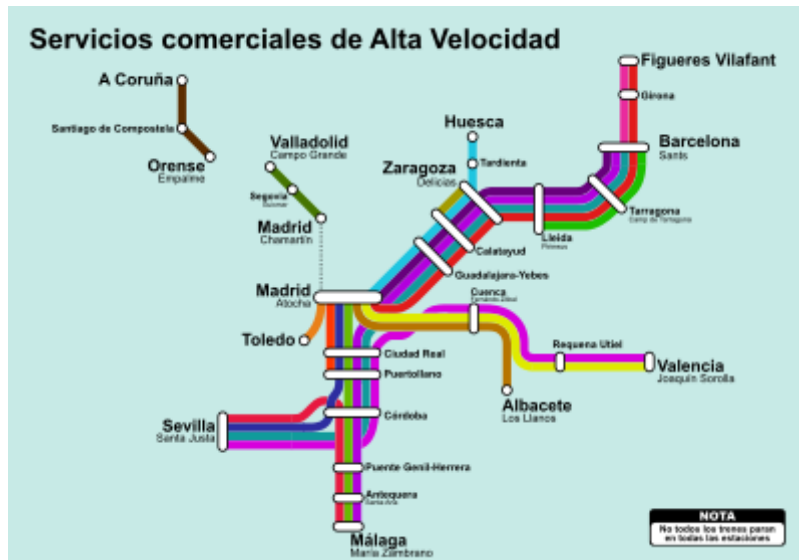 Servicios comerciales de Alta Velocidad
Figueres Vilafant
A Coruña
Girona
Huesca
Santiago de Compostela
Valladolid
Campo Grande
Barcelona
Sants
Tardienta
Zaragoza
Delicias
Orense
Empalme
Segovia
Tarragona
Camp de Tarragona
Madrid
Chamartín
Lleida
Pirineus
Calatayud
Guadalajara-Yebes
Madrid
Atocha
Cuenca
Toledo
Requena Utiel
Ciudad Real
Valencia
Joaquín Sorolla
Puertollano
Albacete
Los Llanos
Córdoba
Sevilla
Santa Justa
Puente Genil-Herrera
Antequera
Santa Ana
NOTA
No todos los trenes paran
en todas las estaciones
Málaga
María Zambrano